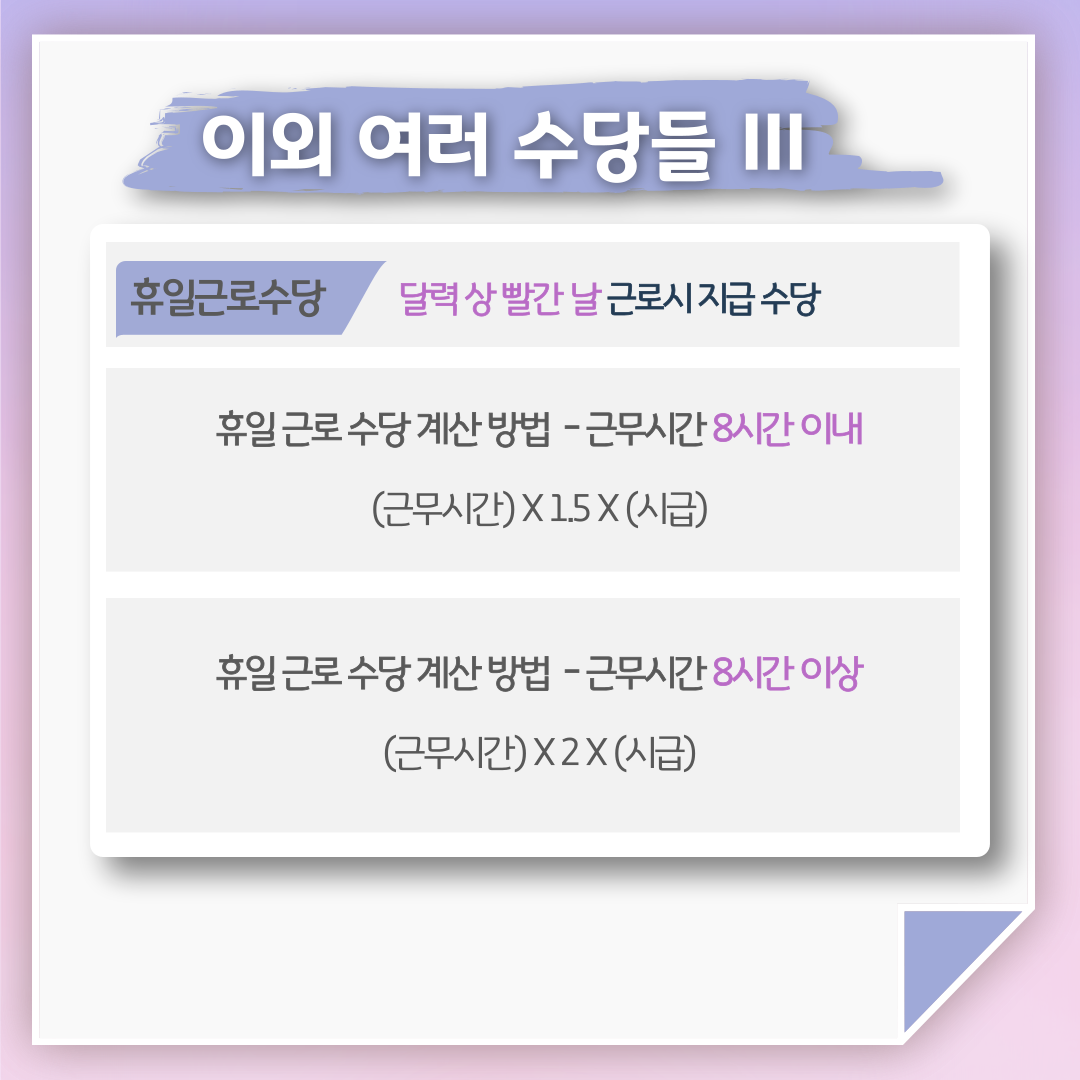 이외 여러 수당들 III
휴일근로수당
달력 상 빨간 날 근로시 지급 수당
휴일 근로 수당 계산 방법 - 근무시간 8시간 이내
(근무시간) X 1.5 X (시급)
휴일 근로 수당 계산 방법 - 근무시간 8시간 이상
(근무시간) X 2 X (시급)